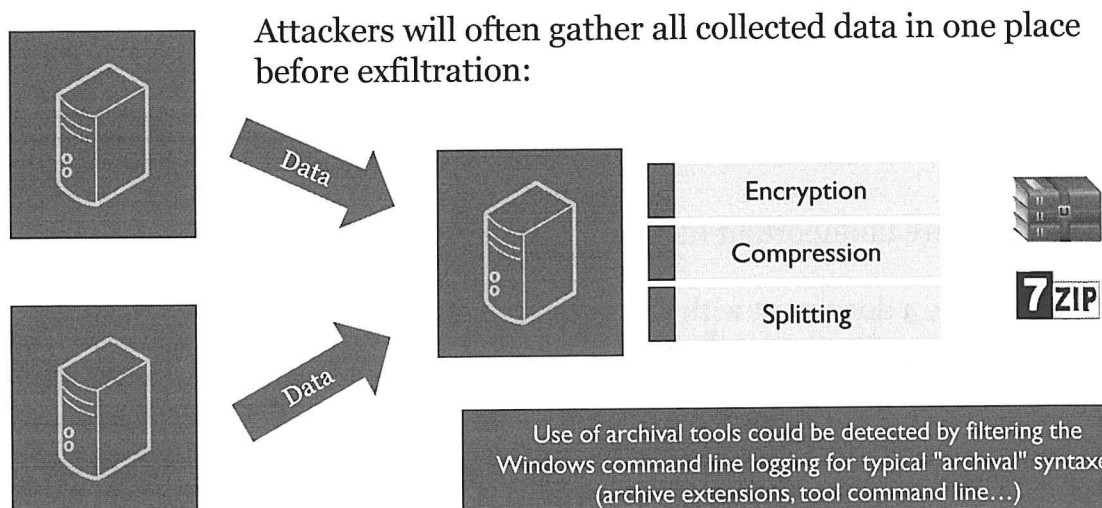 Attackers will often gather all collected data in one place
before exfiltration:
Data
Data
Encryption
Compression
Splitting
7 ZIP
Use of archival tools could be detected by filtering the
Windows command line logging for typical "archival" syntaxe
(archive extensions, tool command line...)